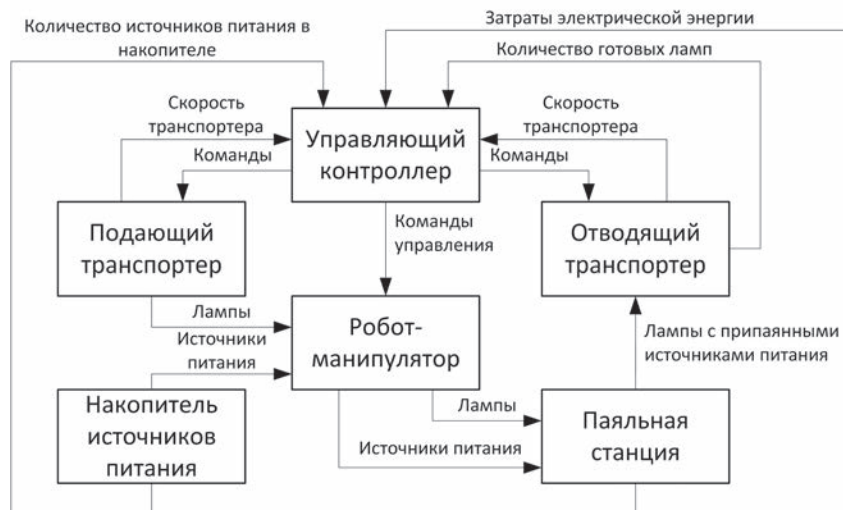 Количество источников питания в
накопителе
Затраты электрической энергии
Количество готовых ламп
Скорость
транспортера
Команды
Управляющий
контроллер
Скорость
транспортера
Команды
Подающий
транспортер
Команды
управления
Отводящий
транспортер
Лампы
Источники
питания
Робот-
манипулятор
Лампы с припаянными
источниками питания
Накопитель
источников
питания
Лампы
Источники питания
Паяльная
станция